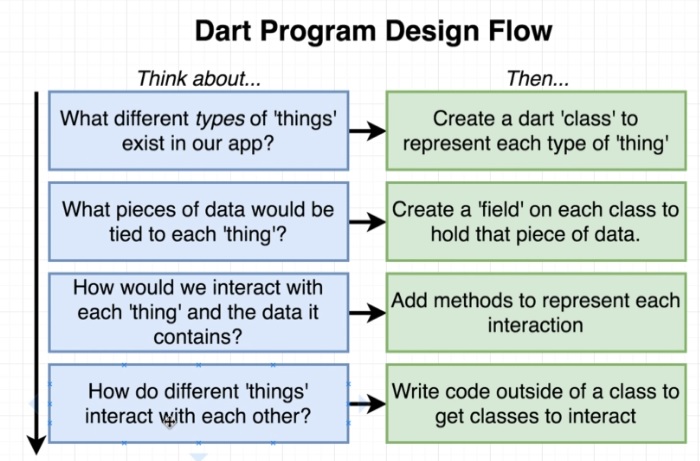 Dart Program Design Flow
Think about...
Then...
What different types of 'things'
exist in our app?
Create a dart 'class' to
represent each type of 'thing'
What pieces of data would be
tied to each 'thing'?
Create a 'field' on each class to
hold that piece of data.
How would we interact with
each 'thing' and the data it
contains?
Add methods to represent each
interaction
How do different 'things'
interact with each other?
Write code outside of a class to
get classes to interact